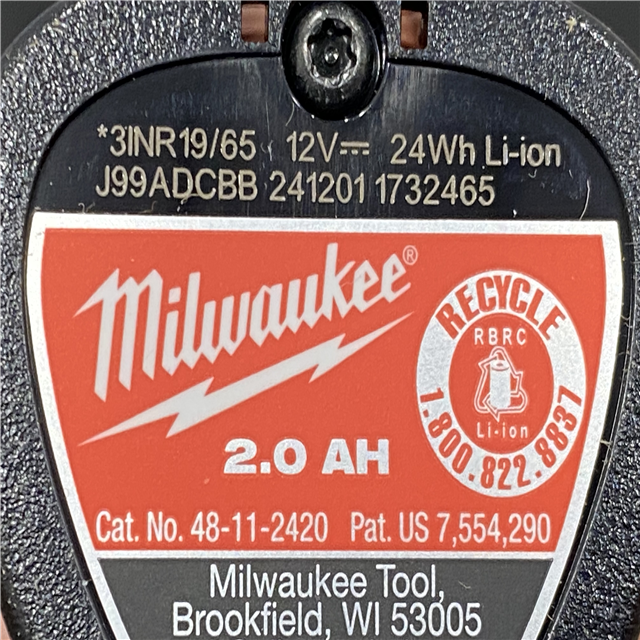 *3INR19/65 12V⎓ 24Wh Li-ion
J99ADCBB 241201 1732465
Milwaukee®
RECYCLE
RBRC
Li-ion
1.800.822.8837
2.0 AH
Cat. No. 48-11-2420 Pat. US 7,554,290
Milwaukee Tool,
Brookfield, WI 53005